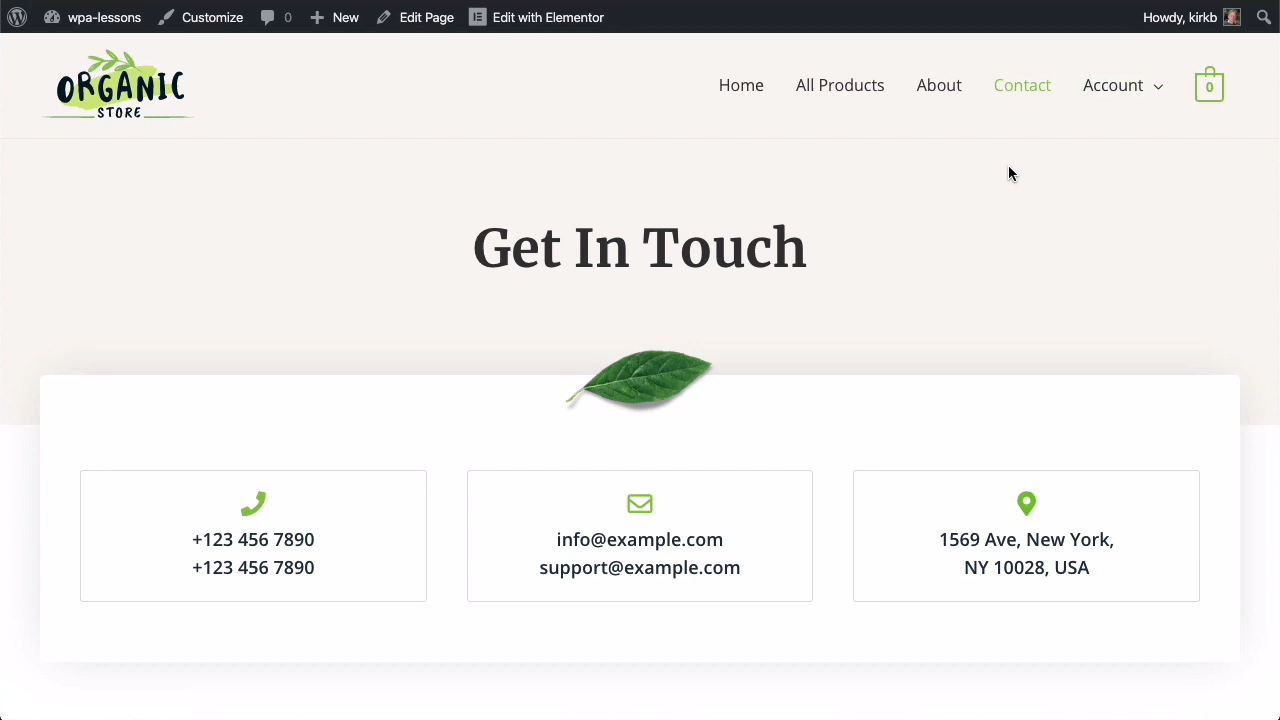 wpa-lessons Customize 0 New Edit Page Edit with Elementor Howdy, kirkb
ORGANIC
STORE
Home All Products About Contact Account 0
Get In Touch
+123 456 7890
+123 456 7890
info@example.com
support@example.com
1569 Ave, New York,
NY 10028, USA